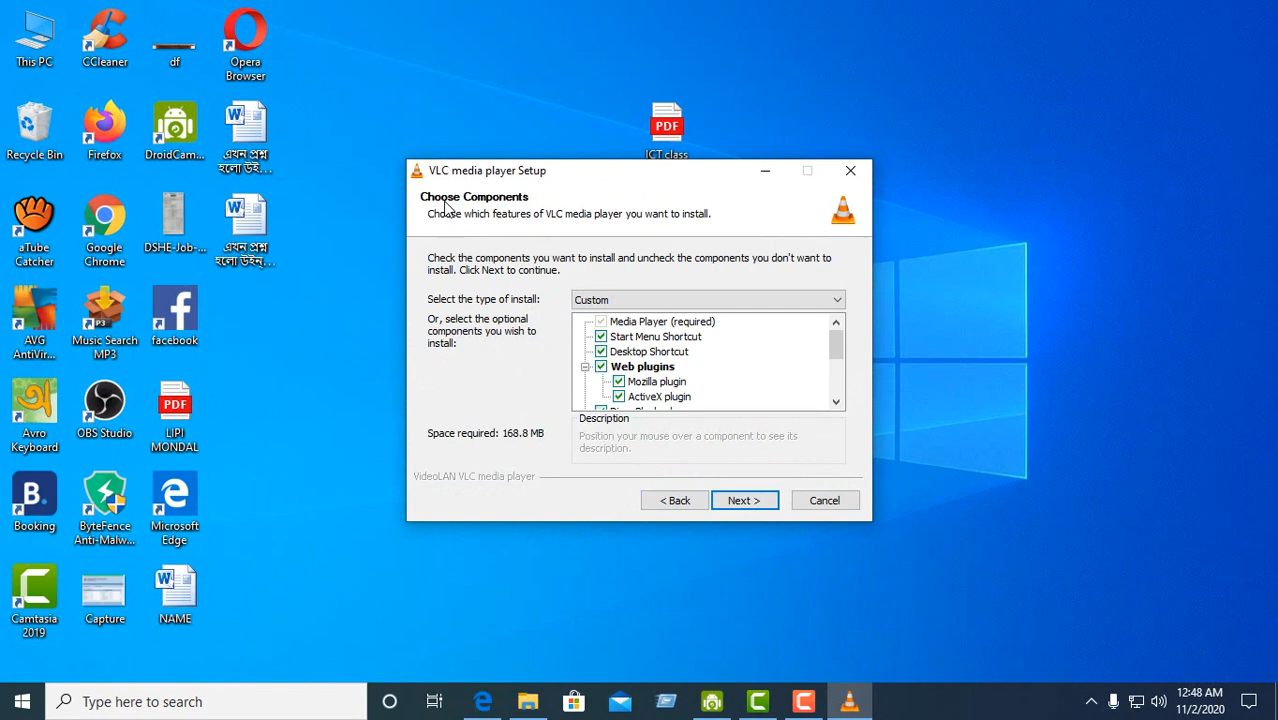 This PC
CCleaner
df
Opera
Browser
Recycle Bin
Firefox
DroidCam...
এখন প্রশ্ন
হলো উই...
PDF
ICT class
aTube
Catcher
Google
Chrome
DSHE-Job-...
এখন প্রশ্ন
হলো উইন্...
AVG
AntiVir...
P3
Music Search
MP3
facebook
Avro
Keyboard
OBS Studio
PDF
LIPI
MONDAL
B.
Booking
ByteFence
Anti-Malw...
Microsoft
Edge
Camtasia
2019
Capture
NAME
VLC media player Setup
Choose Components
Choose which features of VLC media player you want to install.
Check the components you want to install and uncheck the components you don't want to
install. Click Next to continue.
Select the type of install:
Custom
Or, select the optional
components you wish to
install:
Media Player (required)
Start Menu Shortcut
Desktop Shortcut
Web plugins
Mozilla plugin
ActiveX plugin
Space required: 168.8 MB
Description
Position your mouse over a component to see its
description.
VideoLAN VLC media player
< Back
Next >
Cancel
Type here to search
12:48 AM
11/2/2020